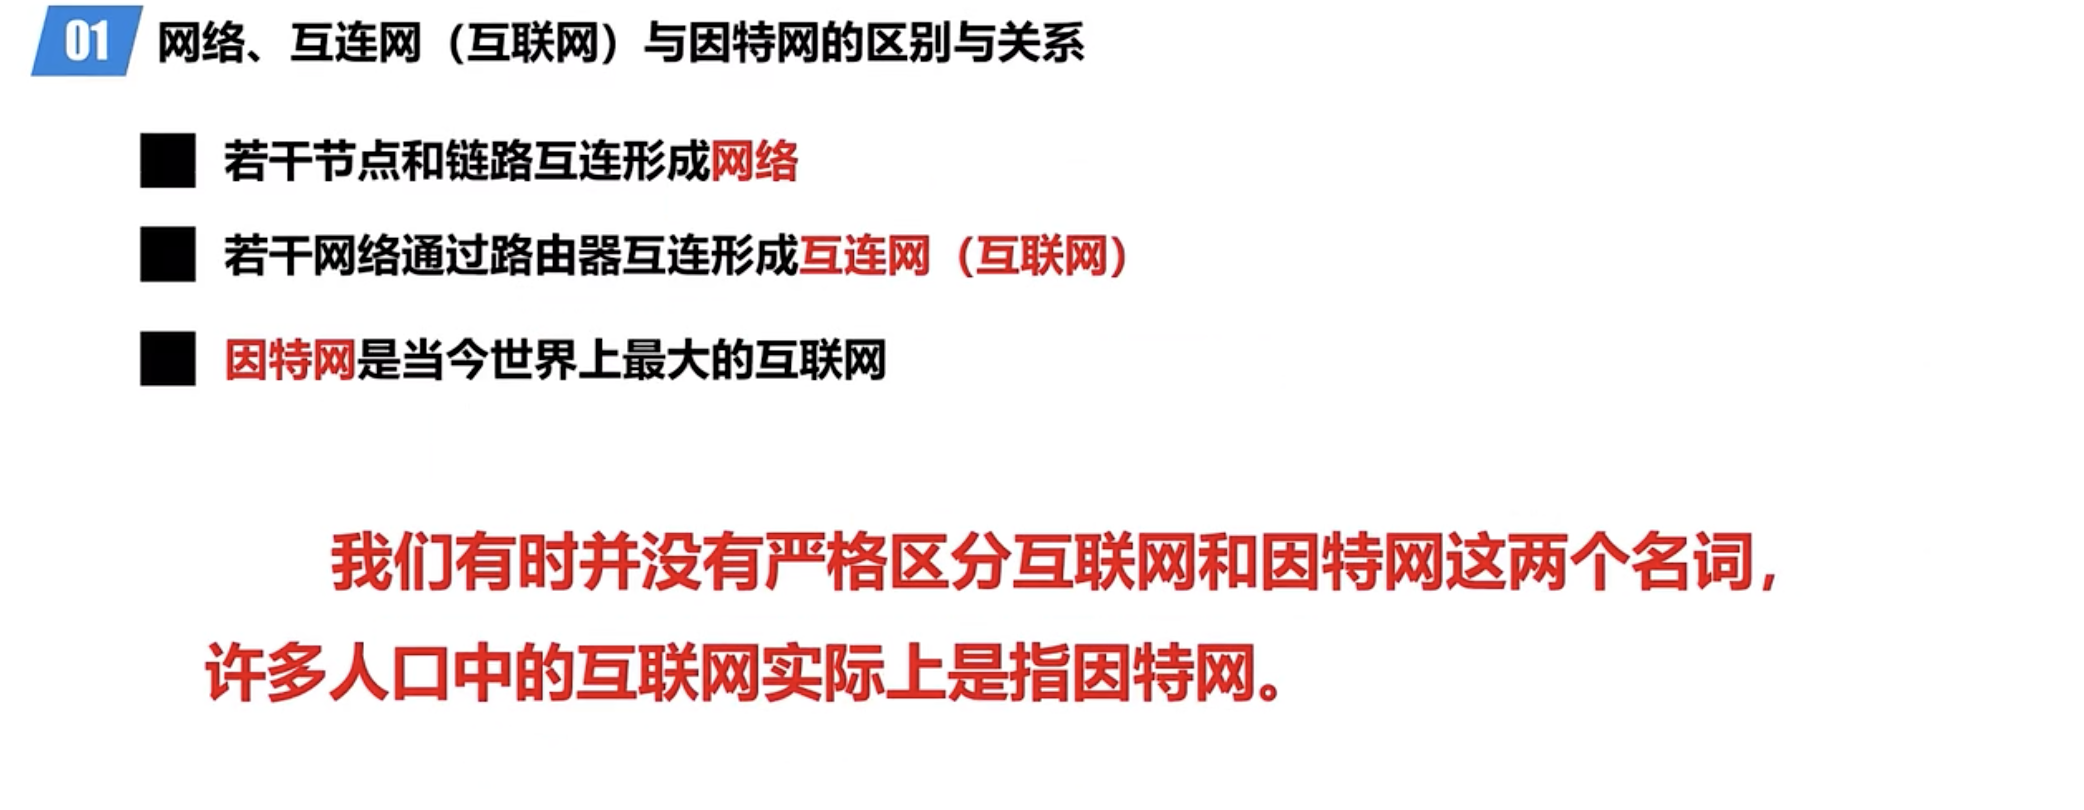 01 网络、互连网（互联网）与因特网的区别与关系
若干节点和链路互连形成网络
若干网络通过路由器互连形成互连网（互联网）
因特网是当今世界上最大的互联网
我们有时并没有严格区分互联网和因特网这两个名词，
许多人口中的互联网实际上是指因特网。